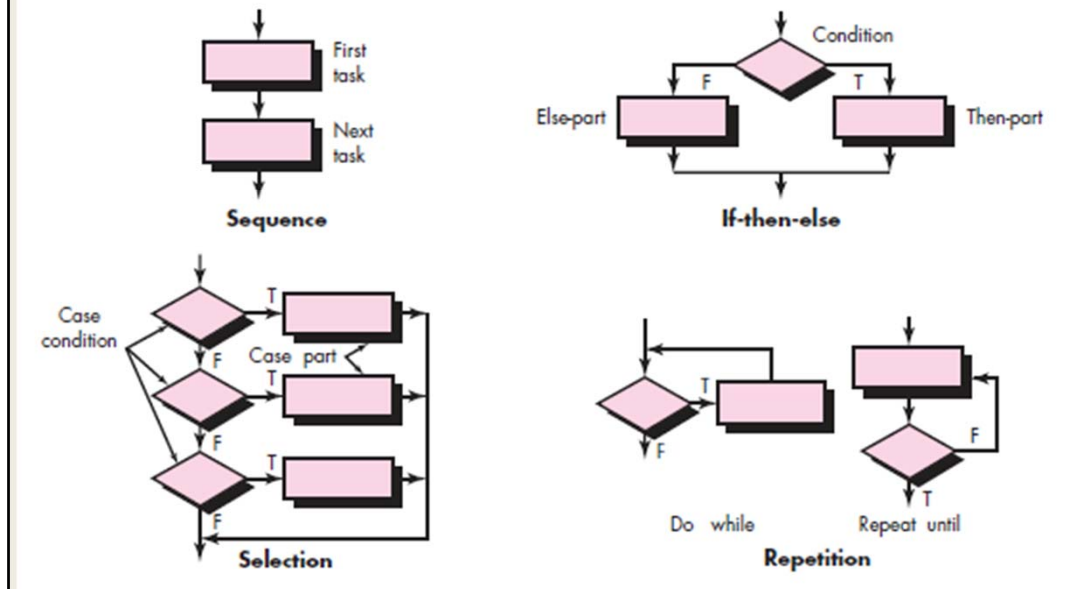 First
task
Next
task
Sequence
Condition
F
T
Else-part
Then-part
If-then-else
Case
condition
T
F
Case part
T
F
T
F
Selection
T
F
Do while
F
T
Repeat until
Repetition